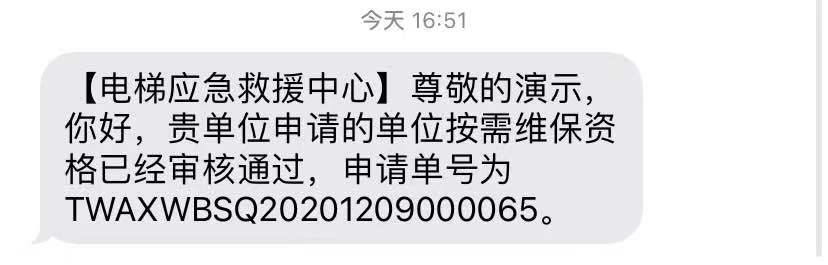 今天 16:51
【电梯应急救援中心】尊敬的演示，
你好，贵单位申请的单位按需维保资
格已经审核通过，申请单号为
TWAXWBSQ20201209000065。